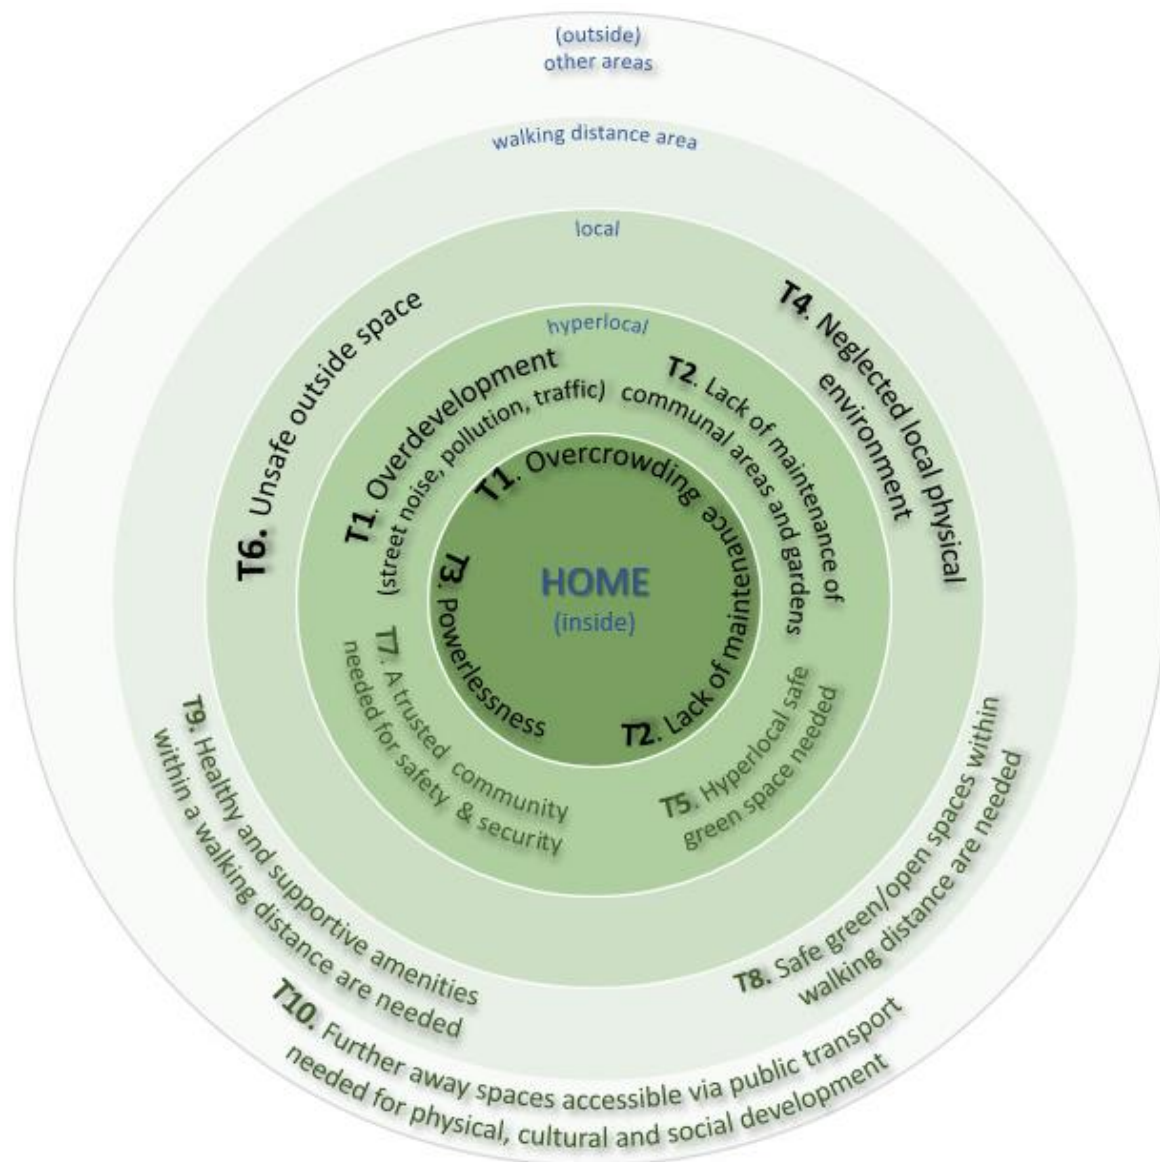 (outside)
other areas
walking distance area
local
hyperlocal
T6. Unsafe outside space
T4. Neglected local physical
environment
T1. Overdevelopment
(street noise, pollution, traffic)
T2. Lack of maintenance of
communal areas and gardens
T1. Overcrowding
T2. Lack of maintenance
T3. Powerlessness
HOME
(inside)
T7. A trusted community
needed for safety & security
T5. Hyperlocal safe
green space needed
T9. Healthy and supportive amenities
within a walking distance are needed
T8. Safe green/open spaces within
walking distance are needed
T10. Further away spaces accessible via public transport
needed for physical, cultural and social development